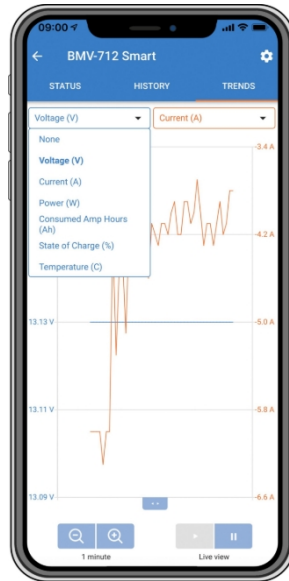 09:00
BMV-712 Smart
STATUS HISTORY TRENDS
Voltage (V) Current (A)
None
Voltage (V)
Current (A)
Power (W)
Consumed Amp Hours
(Ah)
State of Charge (%)
Temperature (C)
-3.4 A
-4.2 A
13.13 V -5.0 A
13.11 V -5.8 A
13.09 V -6.6 A
1 minute Live view